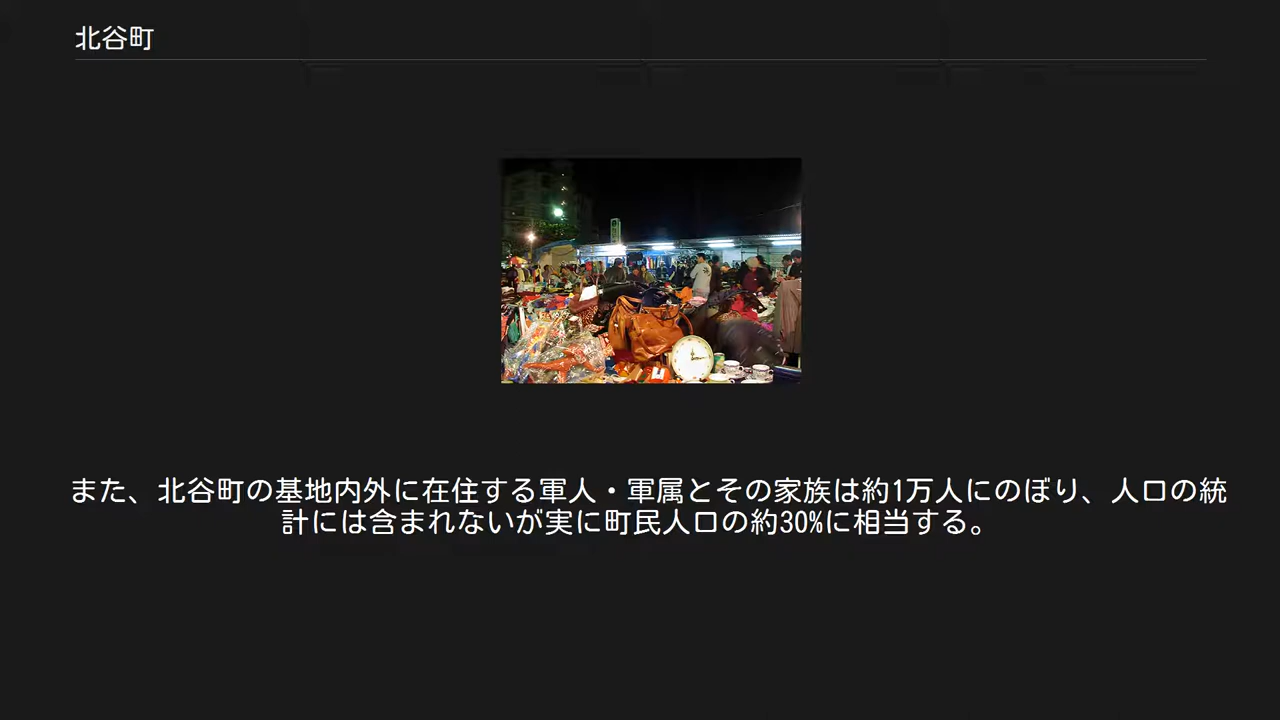 北谷町
また、北谷町の基地内外に在住する軍人・軍属とその家族は約1万人にのぼり、人口の統
計には含まれないが実に町民人口の約30%に相当する。